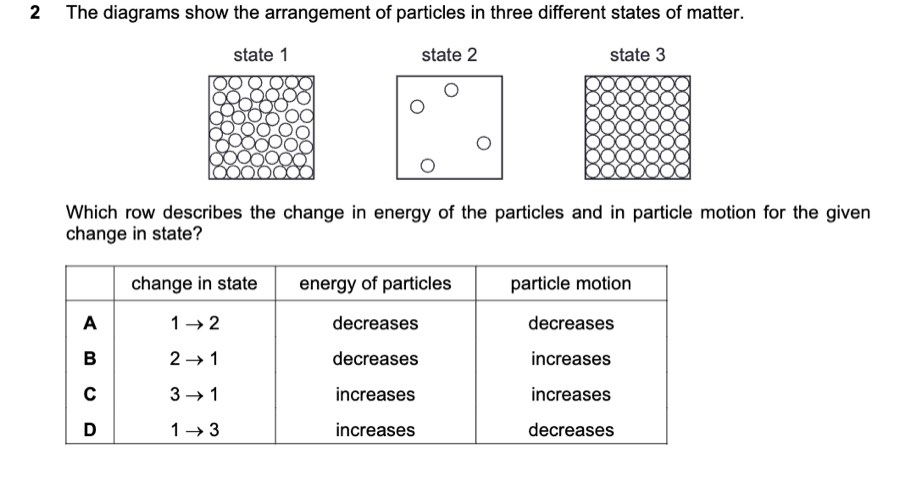 2 The diagrams show the arrangement of particles in three different states of matter.
state 1 state 2 state 3
Which row describes the change in energy of the particles and in particle motion for the given
change in state?
change in state energy of particles particle motion
A 1 → 2 decreases decreases
B 2 → 1 decreases increases
C 3 → 1 increases increases
D 1 → 3 increases decreases